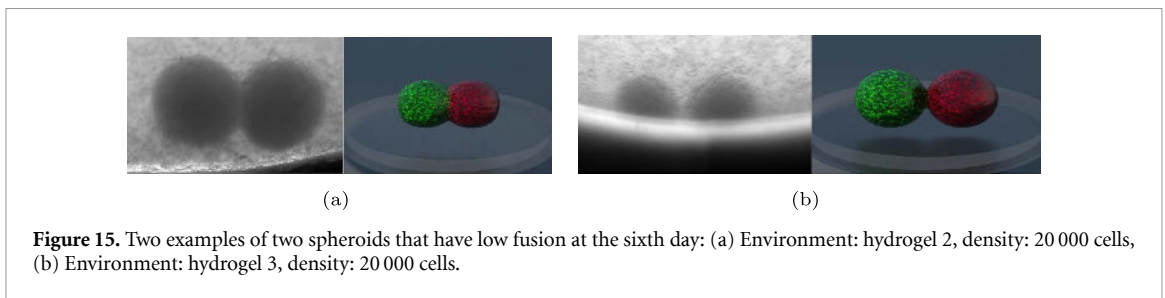 (a)
(b)
Figure 15. Two examples of two spheroids that have low fusion at the sixth day: (a) Environment: hydrogel 2, density: 20 000 cells,
(b) Environment: hydrogel 3, density: 20 000 cells.